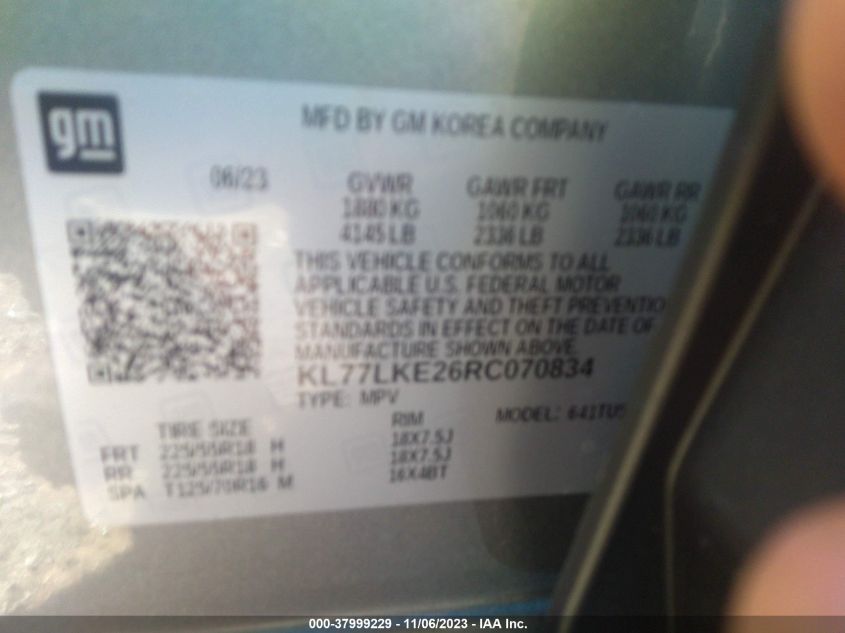 gm
MFD BY GM KOREA COMPANY
06/23 GVWR GAWR FRT GAWR RR
1880 KG 1060 KG 1060 KG
4145 LB 2336 LB 2336 LB
THIS VEHICLE CONFORMS TO ALL
APPLICABLE U.S. FEDERAL MOTOR
VEHICLE SAFETY AND THEFT PREVENTIO
STANDARDS IN EFFECT ON THE DATE OF
MANUFACTURE SHOWN ABOVE.
KL77LKE26RC070834
TYPE: MPV MODEL: 641TU5
TIRE SIZE RIM
FRT 225/55R18 H 18X7.5J
RR 225/55R18 H 18X7.5J
SPA T125/70R16 M 16X4BT
000-37999229 - 11/06/2023 - IAA Inc.